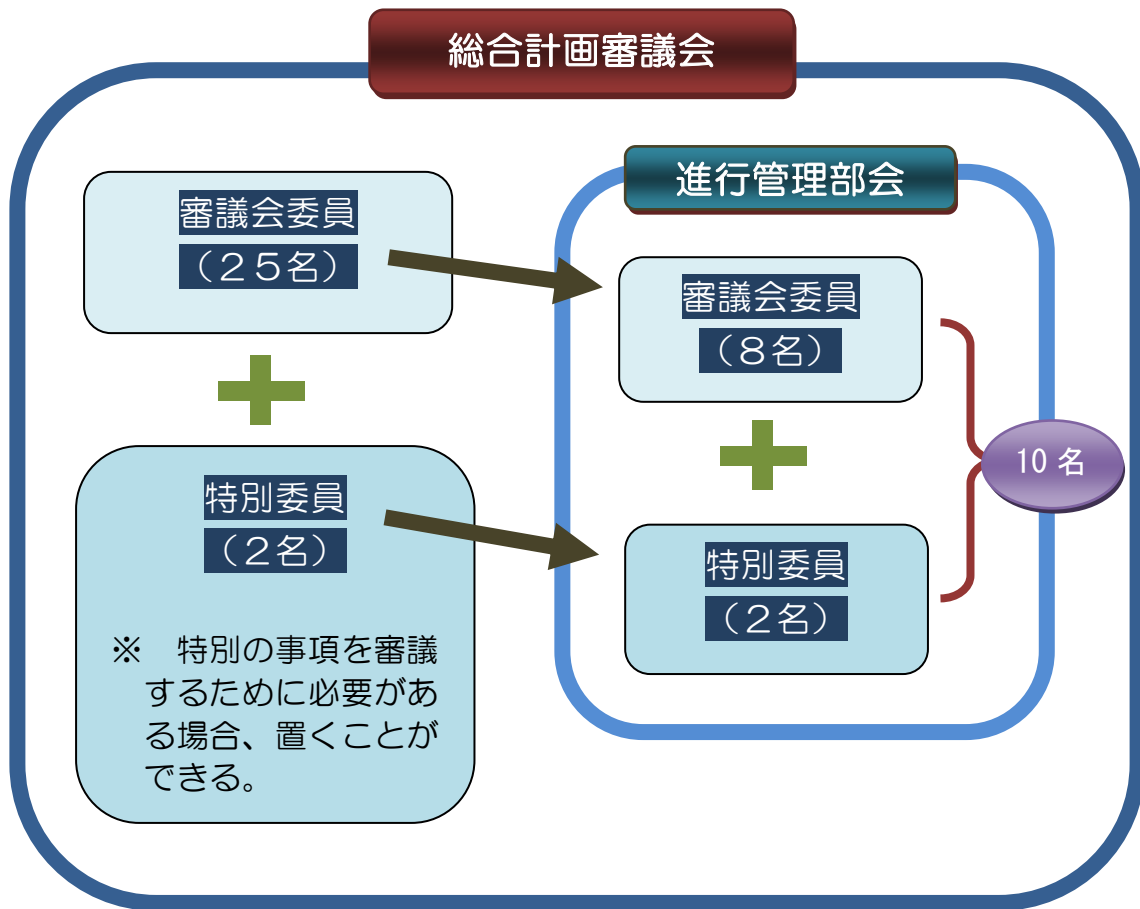 総合計画審議会
審議会委員
（２５名）
特別委員
（２名）
※　特別の事項を審議
するために必要があ
る場合、置くことが
できる。
進行管理部会
審議会委員
（８名）
特別委員
（２名）
10 名